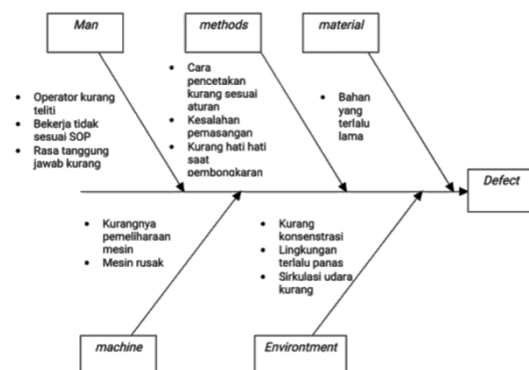 Man
methods
material
• Operator kurang
teliti
• Bekerja tidak
sesuai SOP
• Rasa tanggung
jawab kurang
• Cara
pencetakan
kurang sesuai
aturan
• Kesalahan
pemasangan
• Kurang hati hati
saat
pembongkaran
• Bahan
yang
terlalu
lama
Defect
• Kurangnya
pemeliharaan
mesin
• Mesin rusak
• Kurang
konsenstrasi
• Lingkungan
terlalu panas
• Sirkulasi udara
kurang
machine
Environtment